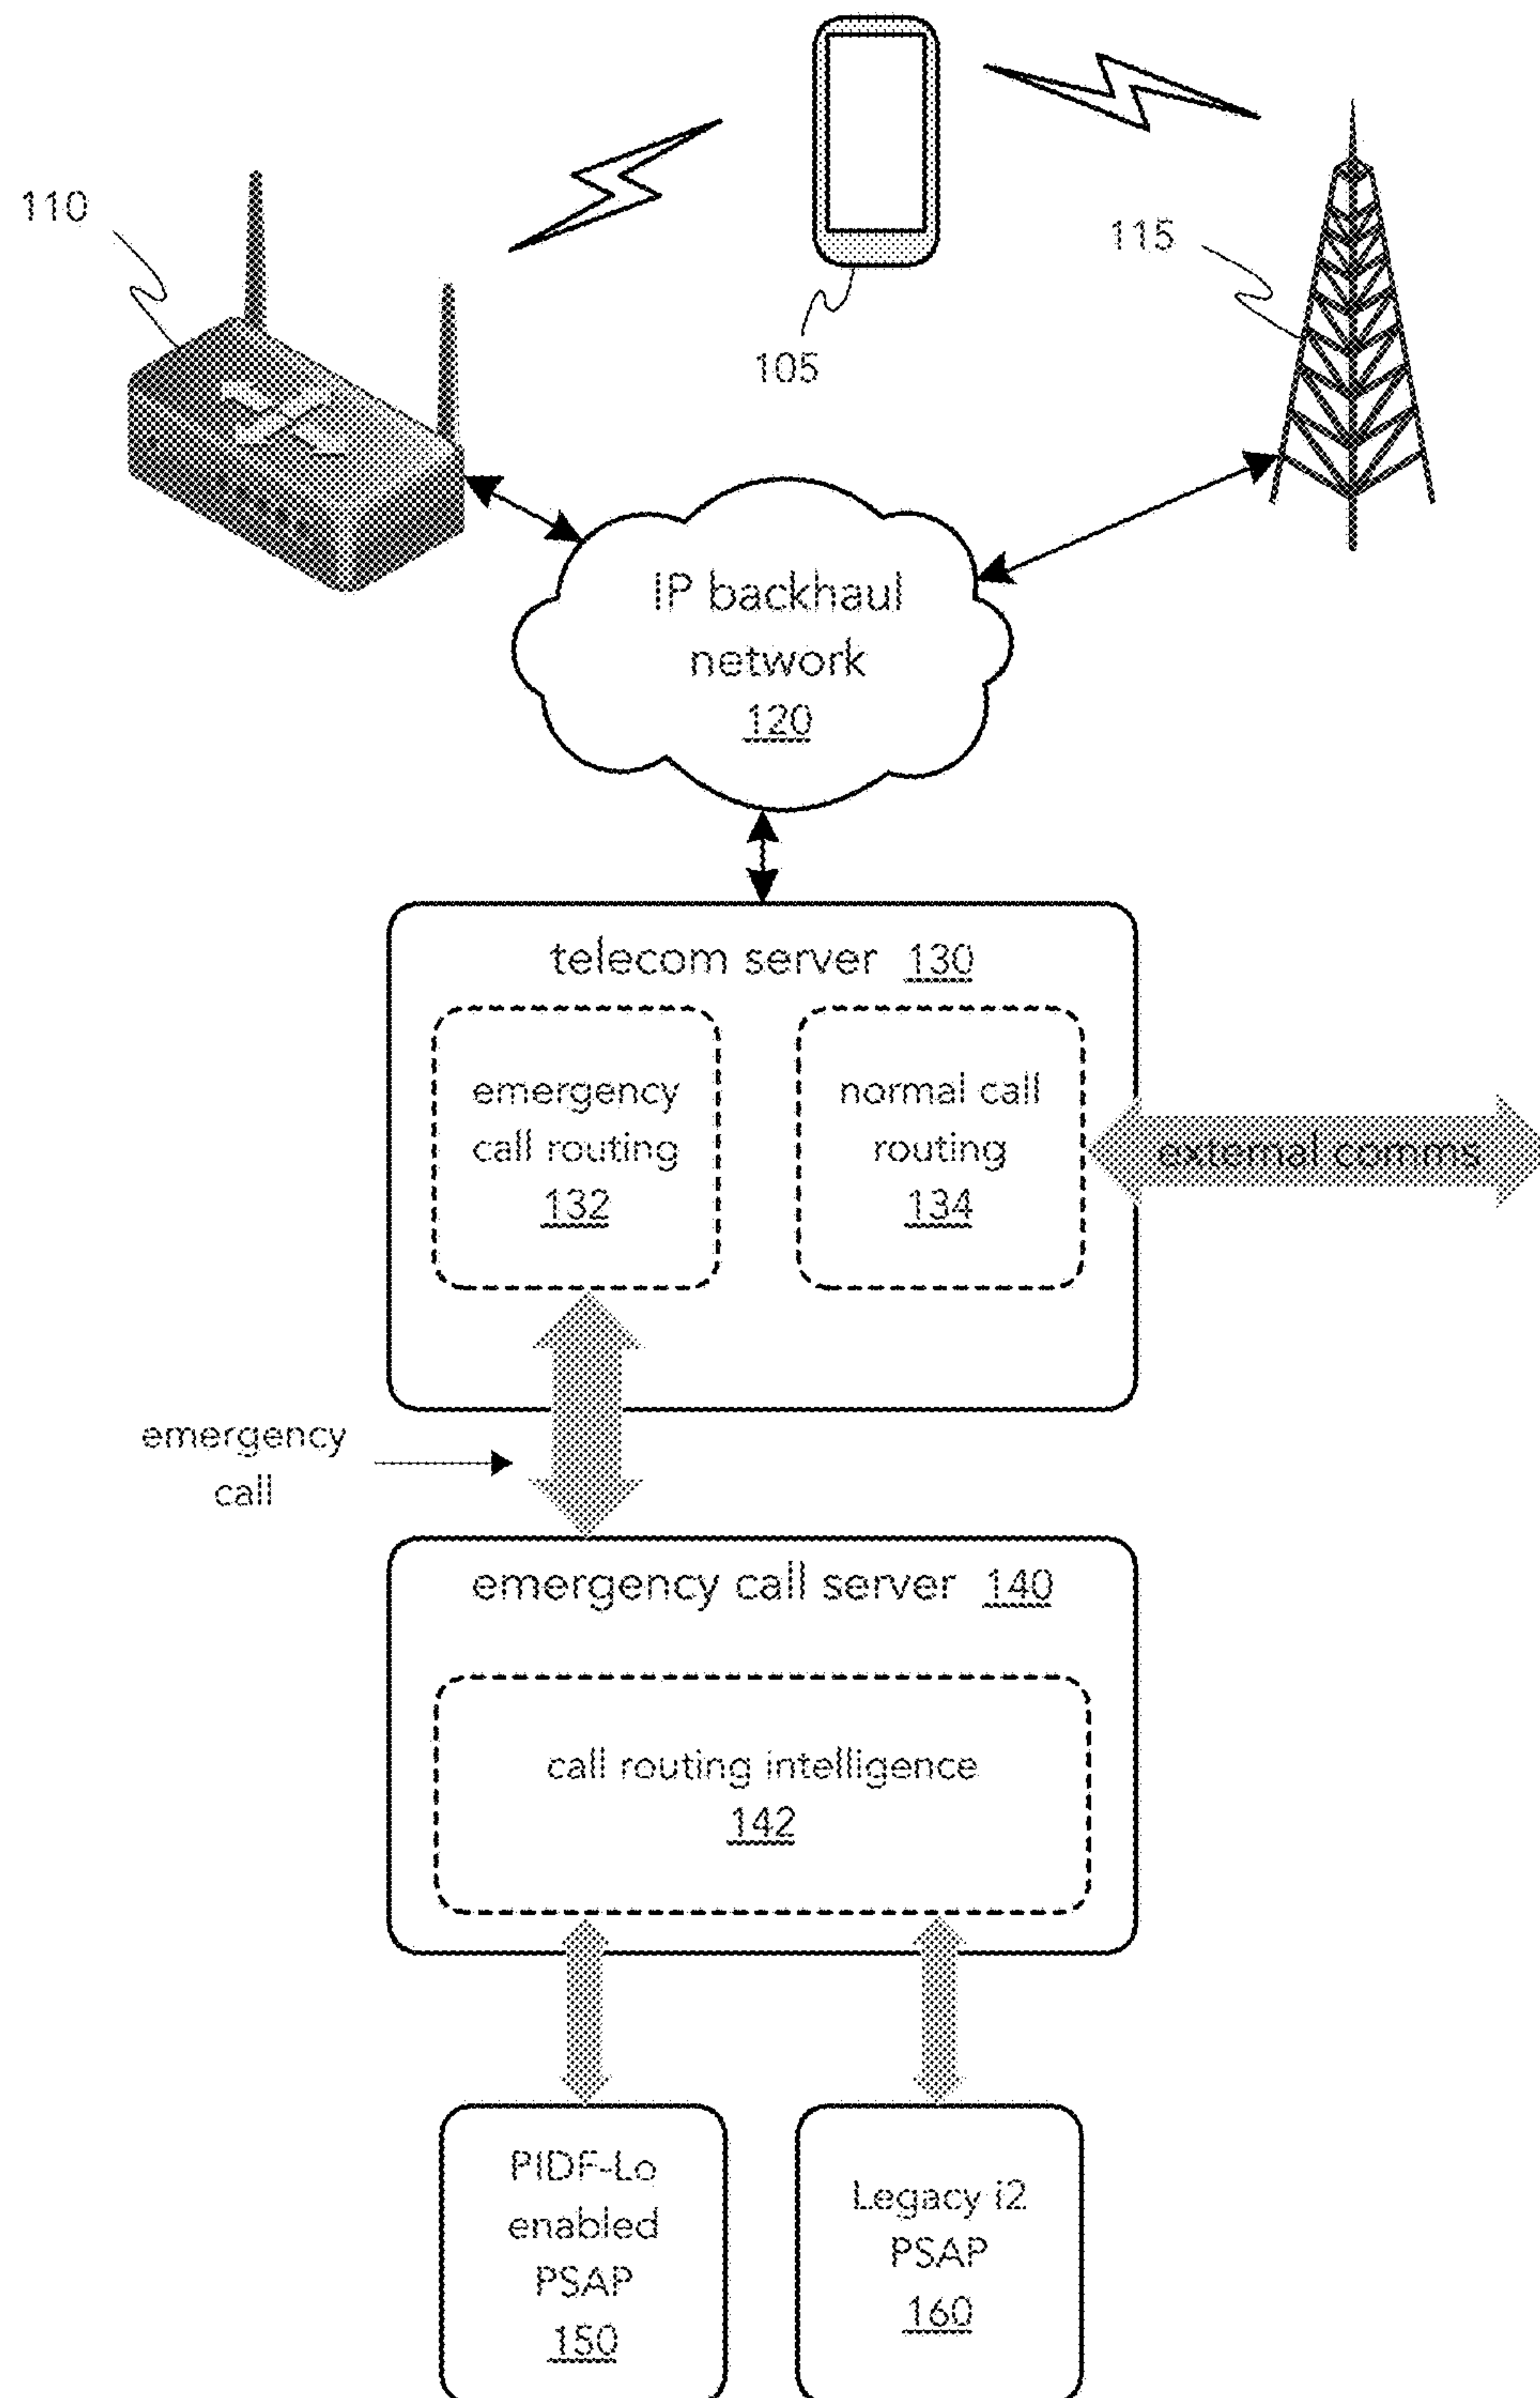 110
115
105
IP backhaul
network
120
telecom server 130
emergency
call routing
132
normal call
routing
134
external comms
emergency
call
emergency call server 140
call routing intelligence
142
PIDF-Lo
enabled
PSAP
150
Legacy i2
PSAP
160